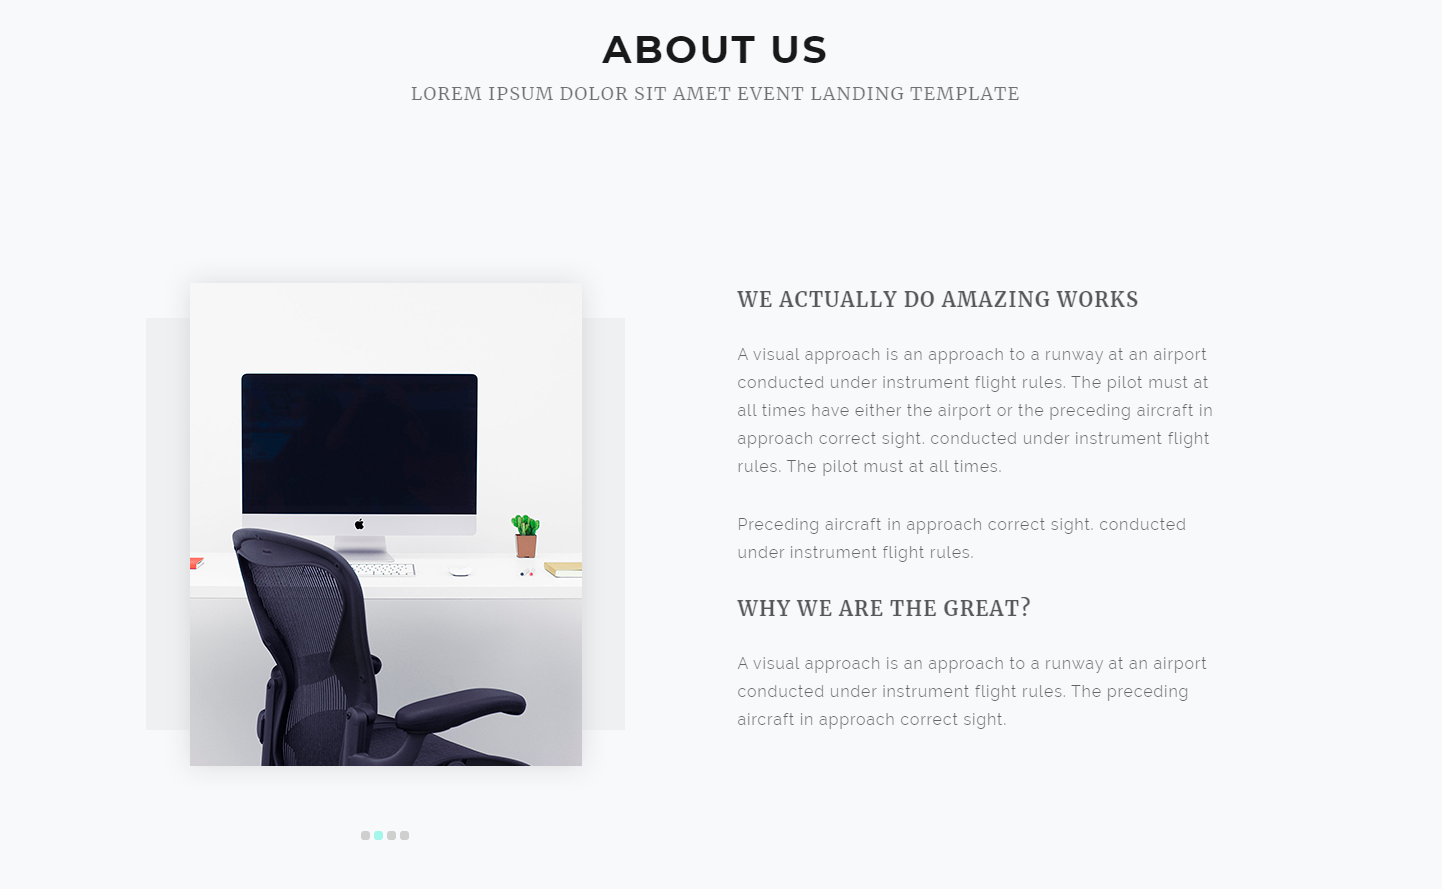 ABOUT US
LOREM IPSUM DOLOR SIT AMET EVENT LANDING TEMPLATE
WE ACTUALLY DO AMAZING WORKS
A visual approach is an approach to a runway at an airport
conducted under instrument flight rules. The pilot must at
all times have either the airport or the preceding aircraft in
approach correct sight. conducted under instrument flight
rules. The pilot must at all times.
Preceding aircraft in approach correct sight. conducted
under instrument flight rules.
WHY WE ARE THE GREAT?
A visual approach is an approach to a runway at an airport
conducted under instrument flight rules. The preceding
aircraft in approach correct sight.